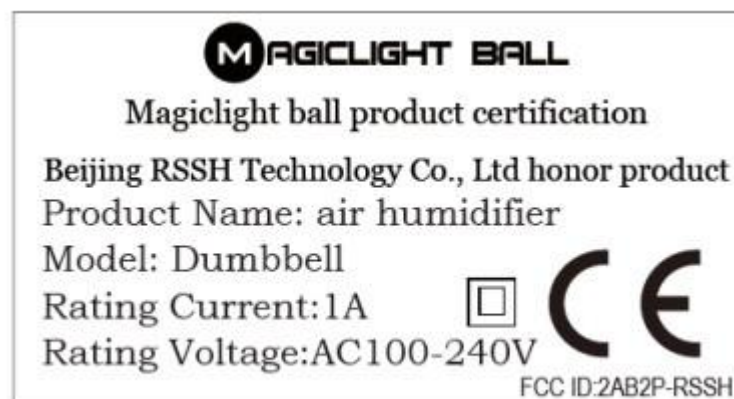 MAGICLIGHT BALL
Magiclight ball product certification
Beijing RSSH Technology Co., Ltd honor product
Product Name: air humidifier
Model: Dumbbell
Rating Current:1A
CE
Rating Voltage:AC100-240V
FCC ID:2AB2P-RSSH